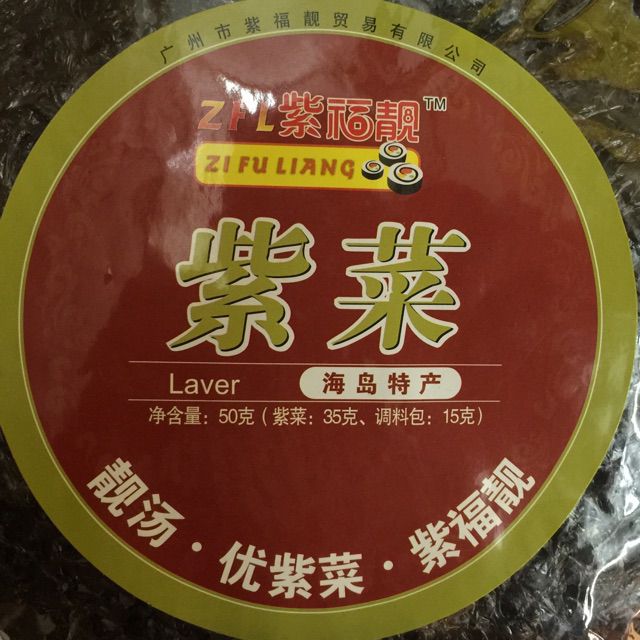 广州市紫福靓贸易有限公司
ZFL紫福靓™
ZI FU LIANG
紫菜
Laver 海岛特产
净含量：50克（紫菜：35克、调料包：15克）
靓汤·优紫菜·紫福靓